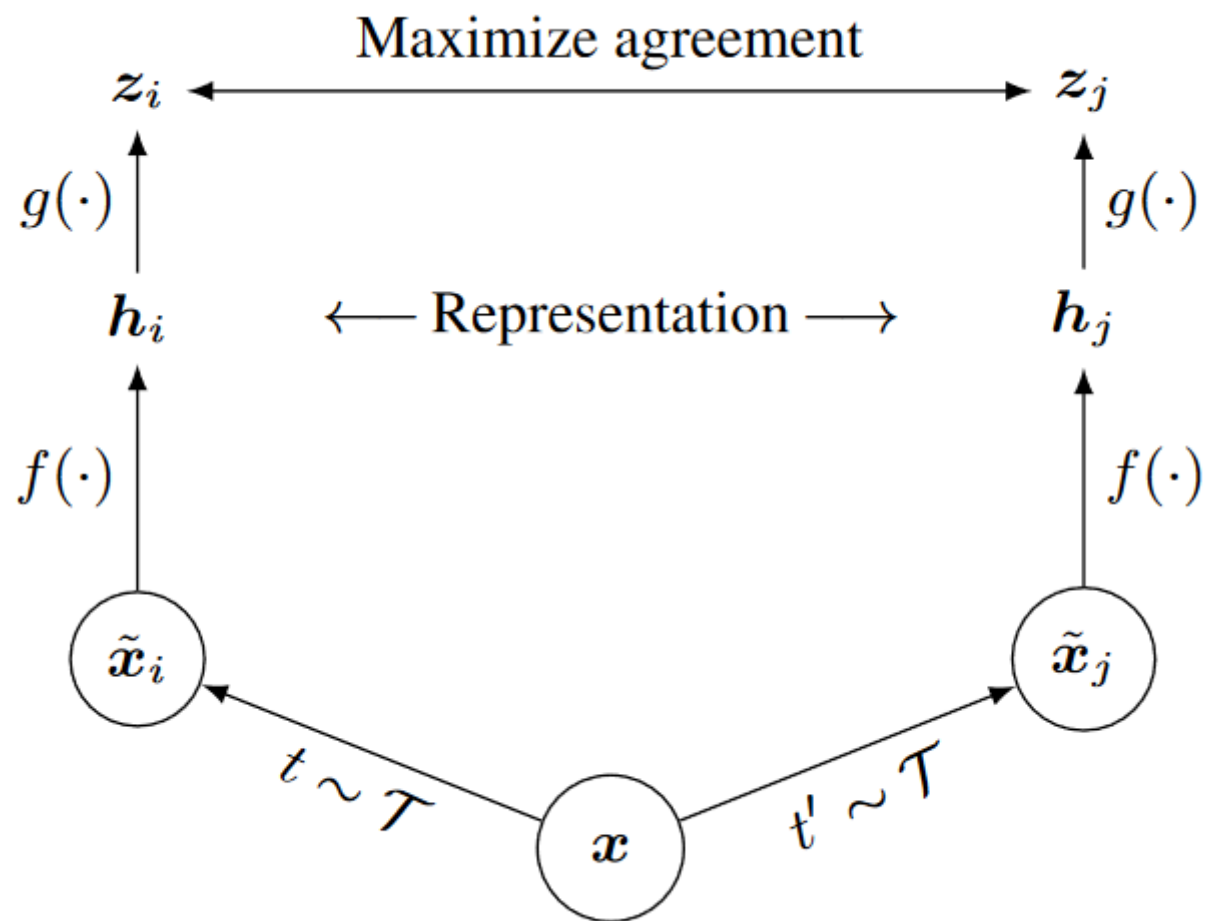 Maximize agreement
z_i z_j
g(·) g(·)
h_i ← Representation → h_j
f(·) f(·)
x̃_i x̃_j
t ∼ 𝒯 t′ ∼ 𝒯
x